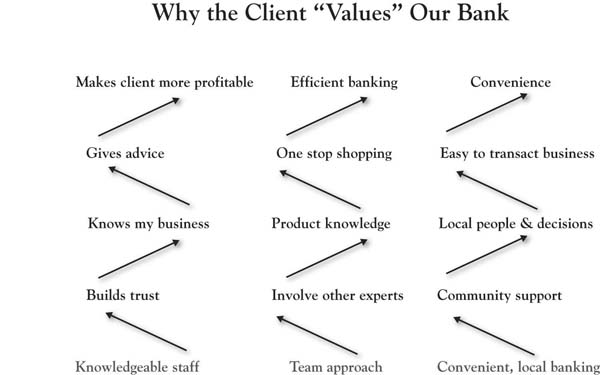 Why the Client “Values” Our Bank
Makes client more profitable
Efficient banking
Convenience
Gives advice
One stop shopping
Easy to transact business
Knows my business
Product knowledge
Local people & decisions
Builds trust
Involve other experts
Community support
Knowledgeable staff
Team approach
Convenient, local banking